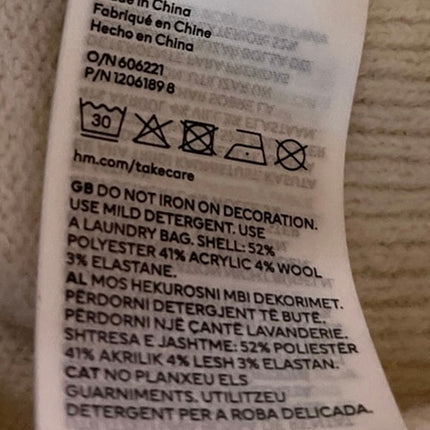 in China
Fabriqué en Chine
Hecho en China
O/N 606221
P/N 1206189 8
30
hm.com/takecare
GB DO NOT IRON ON DECORATION.
USE MILD DETERGENT. USE
A LAUNDRY BAG. SHELL: 52%
POLYESTER 41% ACRYLIC 4% WOOL
3% ELASTANE.
AL MOS HEKUROSNI MBI DEKORIMET.
PËRDORNI DETERGJENT TË BUTË.
PËRDORNI NJË ÇANTË LAVANDERIE.
SHTRESA E JASHTME: 52% POLIESTËR
41% AKRILIK 4% LESH 3% ELASTAN.
CAT NO PLANXEU ELS
GUARNIMENTS. UTILITZEU
DETERGENT PER A ROBA DELICADA.